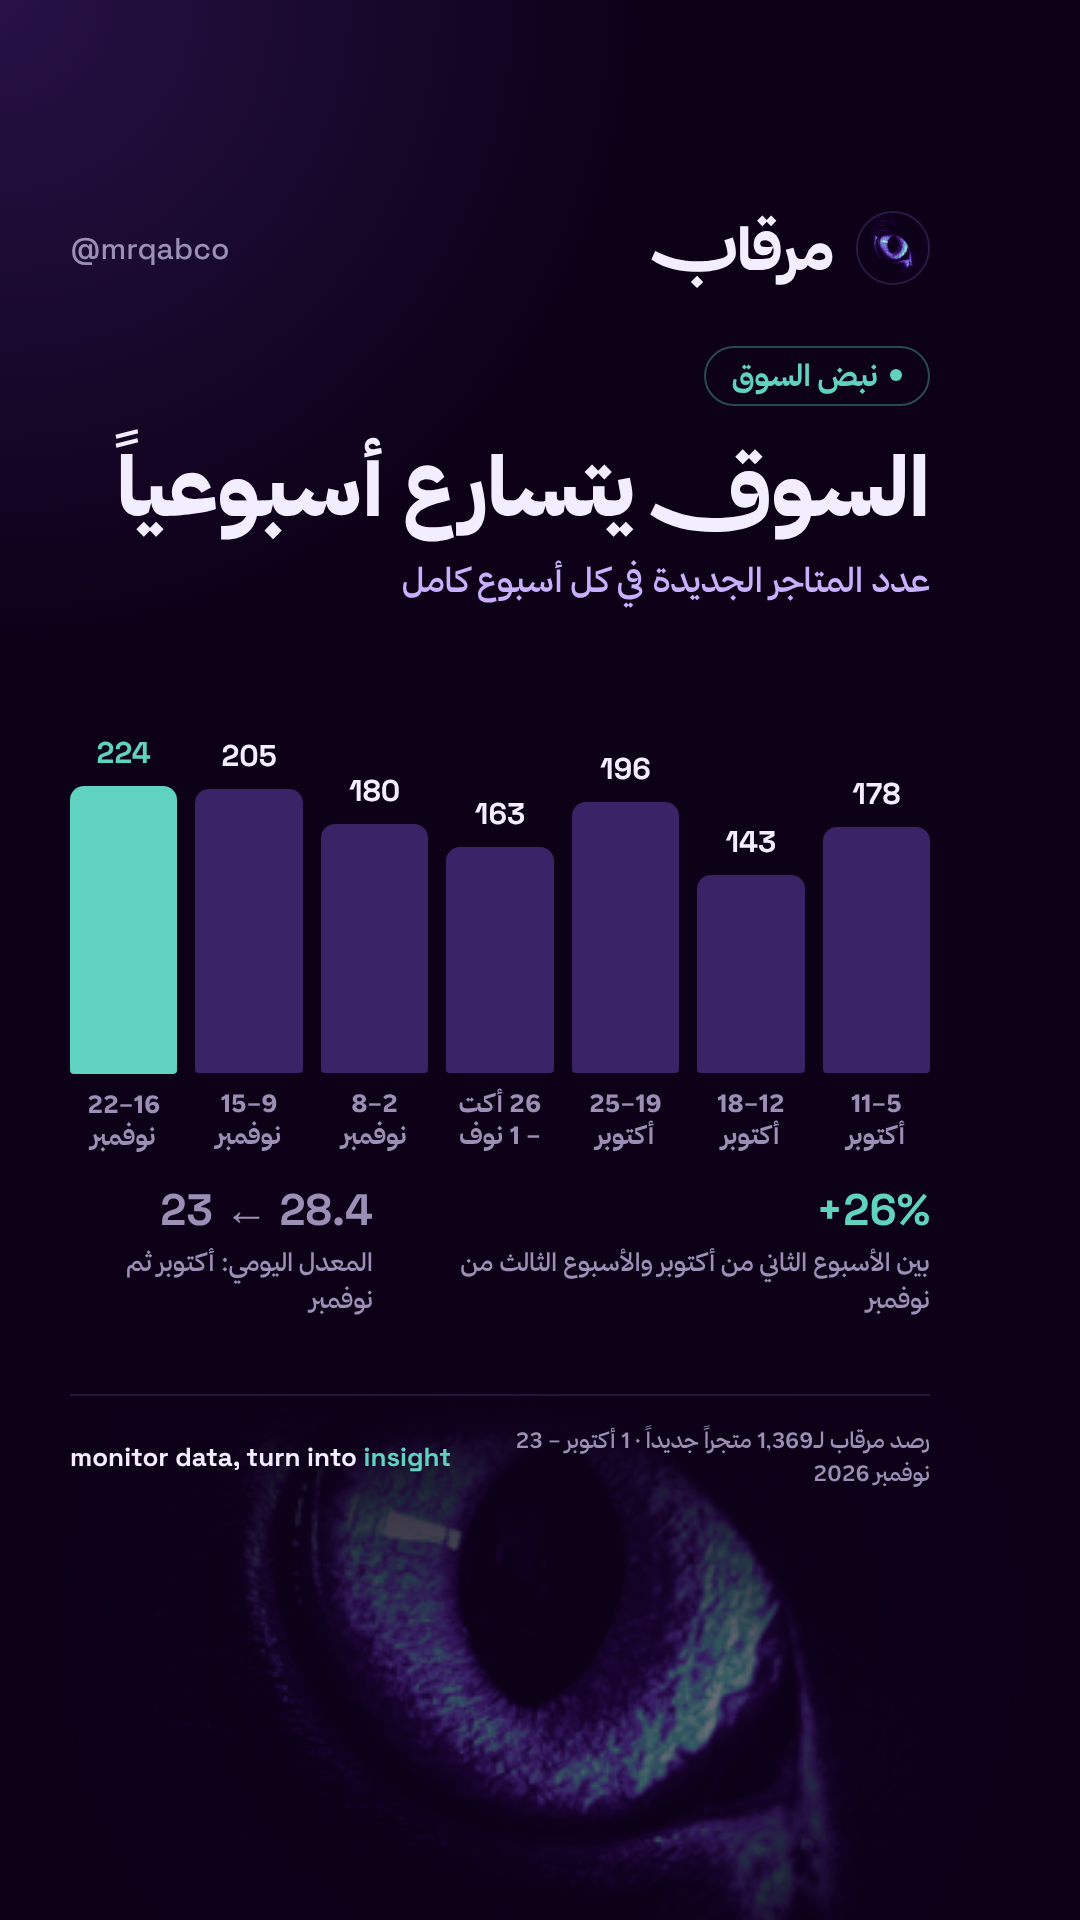 مرقاب
@mrqabco
نبض السوق
السوق يتسارع أسبوعياً
عدد المتاجر الجديدة في كل أسبوع كامل
178
143
196
163
180
205
224
5–11
أكتوبر
12–18
أكتوبر
19–25
أكتوبر
26 أكت
– 1 نوف
2–8
نوفمبر
9–15
نوفمبر
16–22
نوفمبر
+26%
بين الأسبوع الثاني من أكتوبر والأسبوع الثالث من
نوفمبر
28.4 ← 23
المعدل اليومي: أكتوبر ثم
نوفمبر
رصد مرقاب لـ1,369 متجراً جديداً · 1 أكتوبر – 23
نوفمبر 2026
monitor data, turn into insight